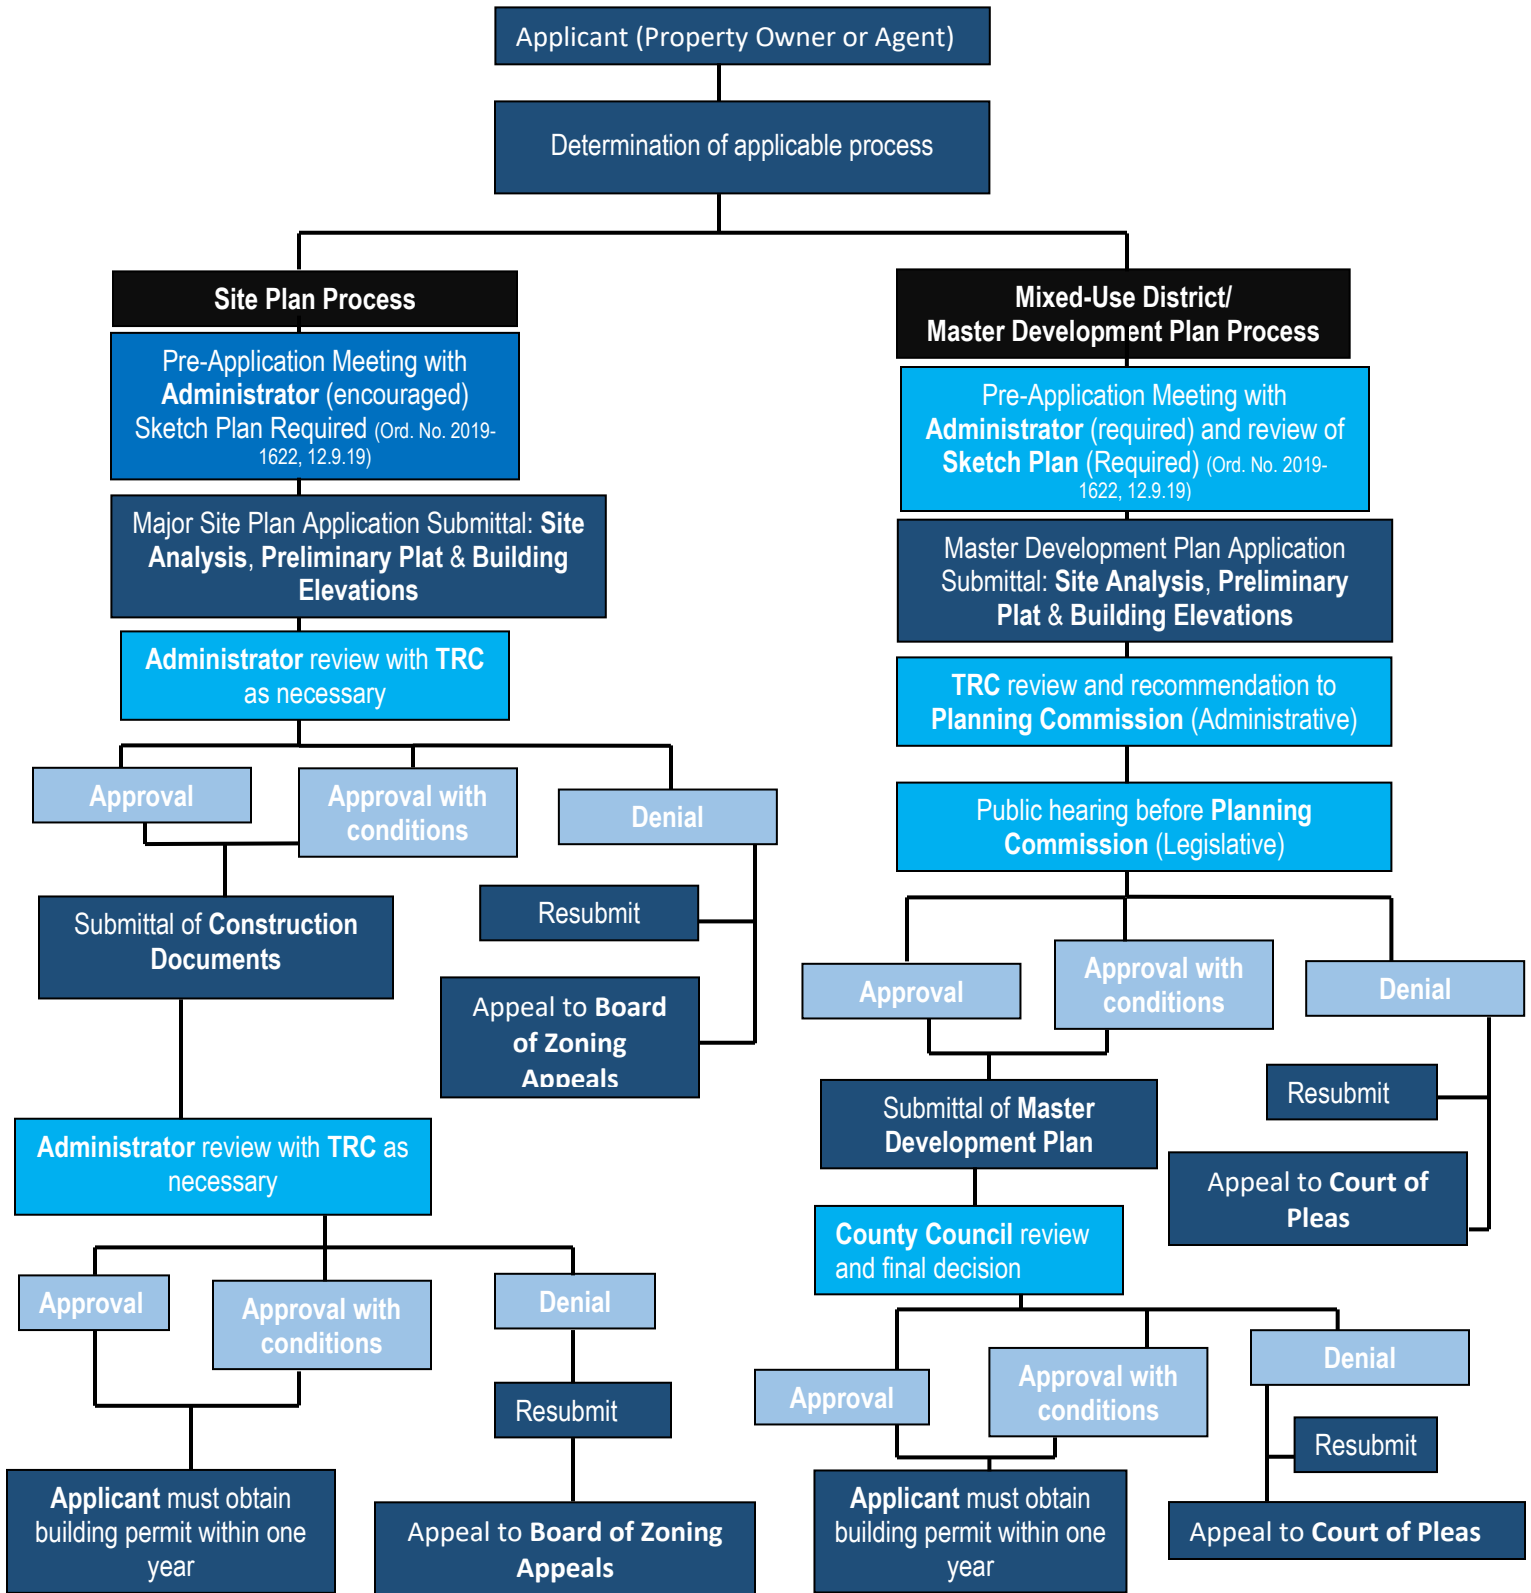 Applicant (Property Owner or Agent)
Determination of applicable process
Site Plan Process
Pre-Application Meeting with
Administrator (encouraged)
Sketch Plan Required (Ord. No. 2019-
1622, 12.9.19)
Major Site Plan Application Submittal: Site
Analysis, Preliminary Plat & Building
Elevations
Administrator review with TRC
as necessary
Approval
Approval with
conditions
Denial
Resubmit
Appeal to Board
of Zoning
Appeals
Submittal of Construction
Documents
Administrator review with TRC as
necessary
Approval
Approval with
conditions
Denial
Resubmit
Appeal to Board of Zoning
Appeals
Applicant must obtain
building permit within one
year
Mixed-Use District/
Master Development Plan Process
Pre-Application Meeting with
Administrator (required) and review of
Sketch Plan (Required) (Ord. No. 2019-
1622, 12.9.19)
Master Development Plan Application
Submittal: Site Analysis, Preliminary
Plat & Building Elevations
TRC review and recommendation to
Planning Commission (Administrative)
Public hearing before Planning
Commission (Legislative)
Approval
Approval with
conditions
Denial
Resubmit
Appeal to Court of
Pleas
Submittal of Master
Development Plan
County Council review
and final decision
Approval
Approval with
conditions
Denial
Resubmit
Appeal to Court of Pleas
Applicant must obtain
building permit within one
year